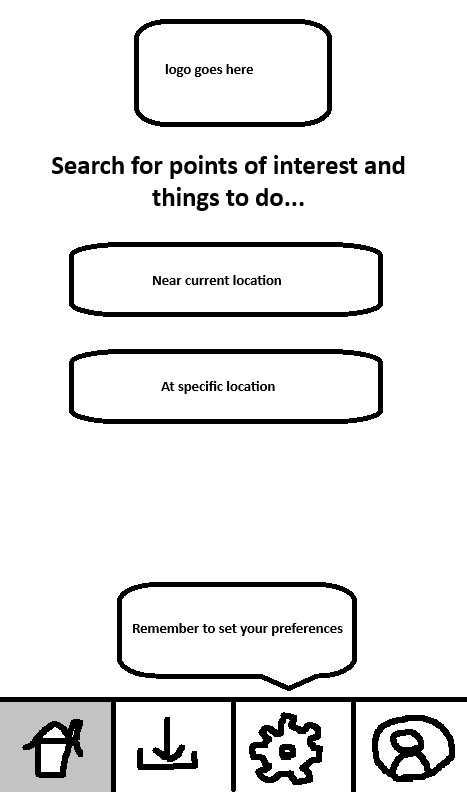 logo goes here
Search for points of interest and
things to do...
Near current location
At specific location
Remember to set your preferences